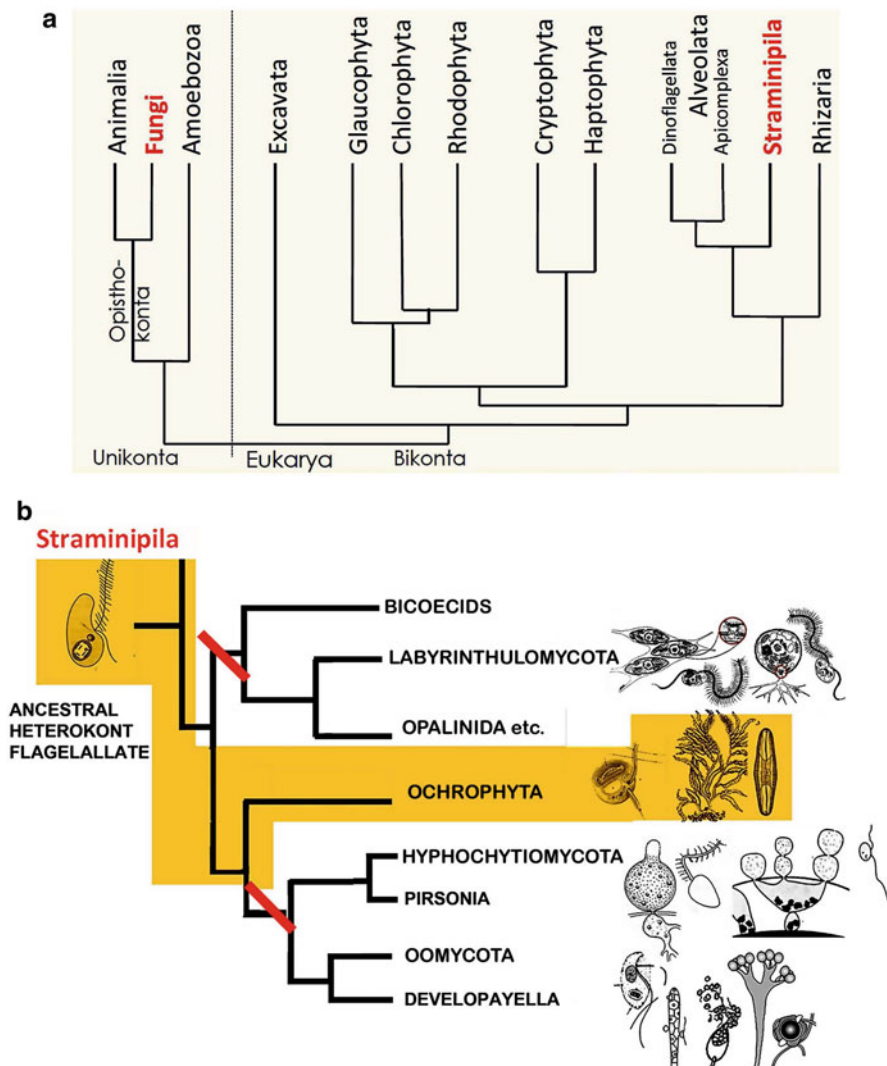 a
Animalia
Fungi
Amoebozoa
Excavata
Glaucophyta
Chlorophyta
Rhodophyta
Cryptophyta
Haptophyta
Dinoflagellata
Alveolata
Apicomplexa
Straminipila
Rhizaria
Opistho-
konta
Unikonta
Eukarya
Bikonta
b
Straminipila
BICOECIDS
LABYRINTHULOMYCOTA
ANCESTRAL
HETEROKONT
FLAGELALLATE
OPALINIDA etc.
OCHROPHYTA
HYPHOCHYTIOMYCOTA
PIRSONIA
OOMYCOTA
DEVELOPAYELLA